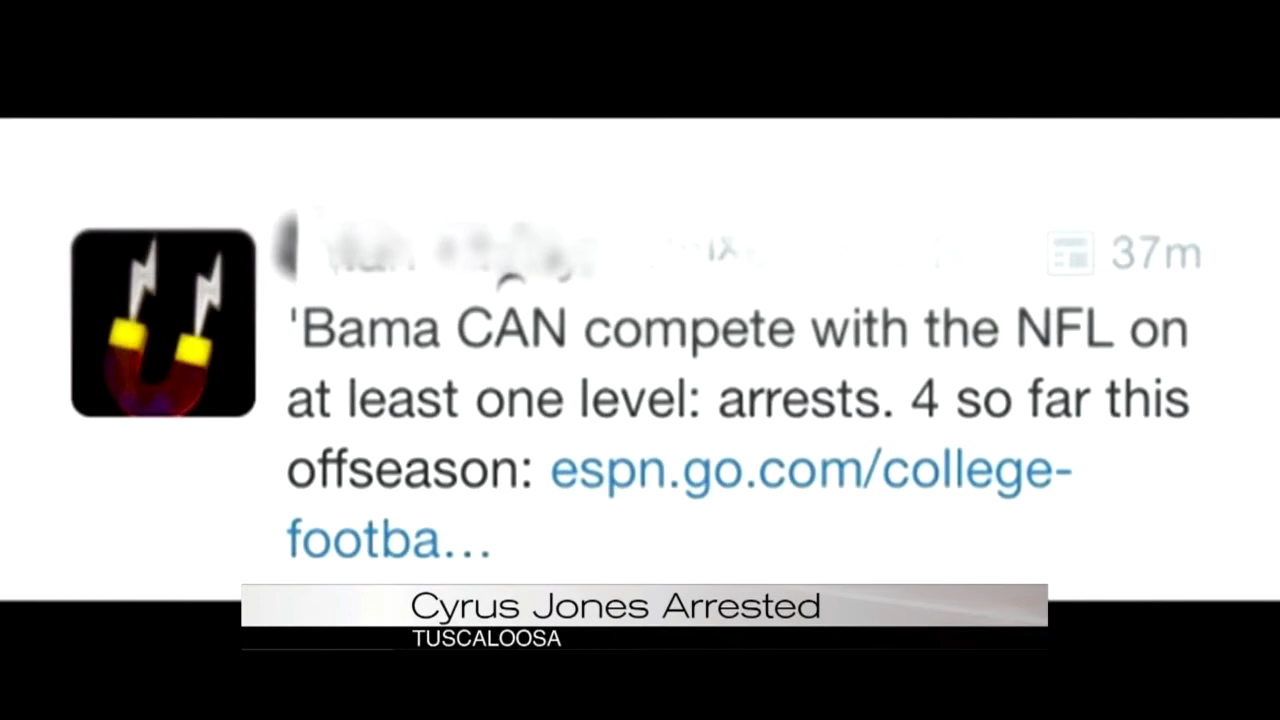 37m
'Bama CAN compete with the NFL on
at least one level: arrests. 4 so far this
offseason: espn.go.com/college-
footba...
Cyrus Jones Arrested
TUSCALOOSA